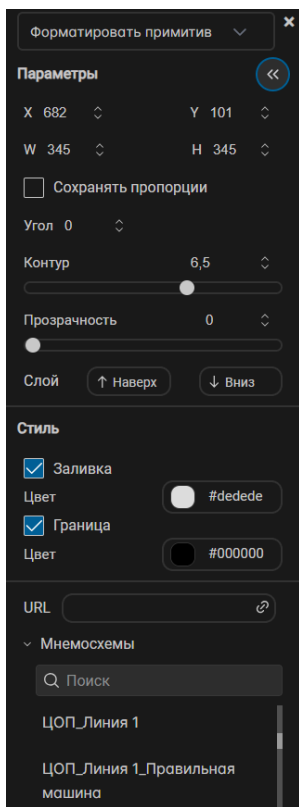 Форматировать примитив
Параметры
X 682 Y 101
W 345 H 345
Сохранять пропорции
Угол 0
Контур 6,5
Прозрачность 0
Слой ↑ Наверх ↓ Вниз
Стиль
Заливка
Цвет #dedede
Граница
Цвет #000000
URL
Мнемосхемы
Поиск
ЦОП_Линия 1
ЦОП_Линия 1_Правильная
машина